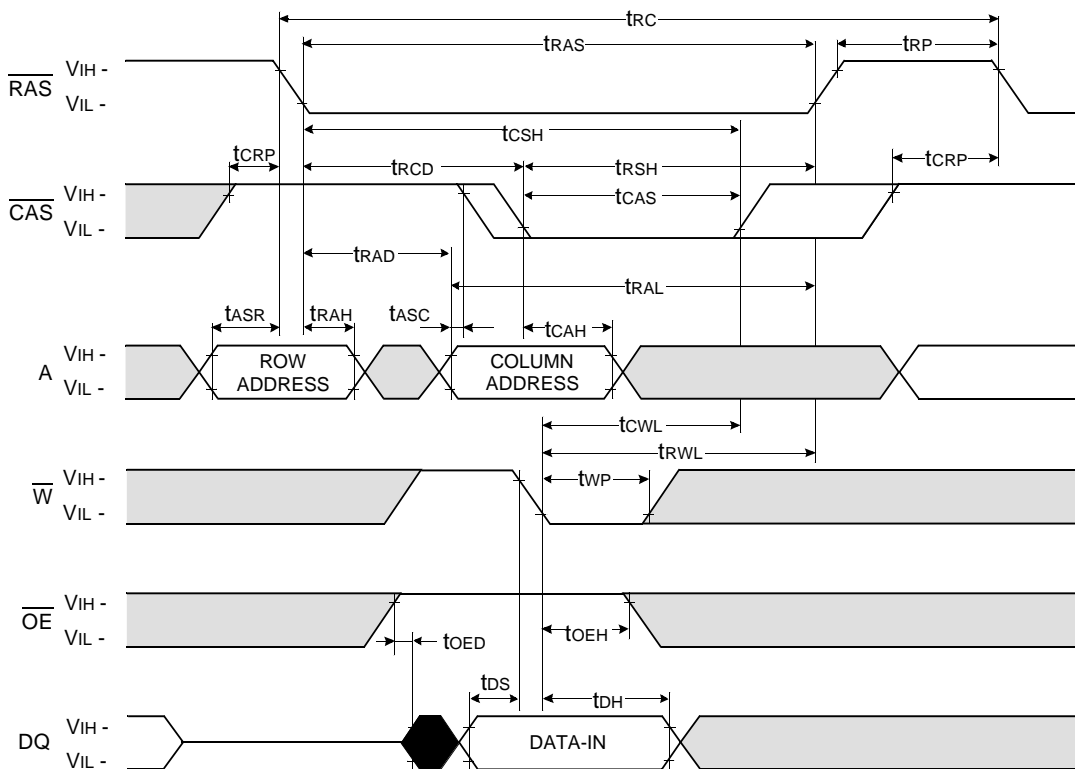 tRC
tRAS
tRP
RAS
VIH -
VIL -
tCSH
tCRP
tRCD
tRSH
tCRP
CAS
VIH -
VIL -
tCAS
tRAD
tRAL
tASR
tRAH
tASC
tCAH
A
VIH -
VIL -
ROW
ADDRESS
COLUMN
ADDRESS
tCWL
tRWL
W
VIH -
VIL -
tWP
OE
VIH -
VIL -
tOED
tOEH
tDS
tDH
DQ
VIH -
VIL -
DATA-IN